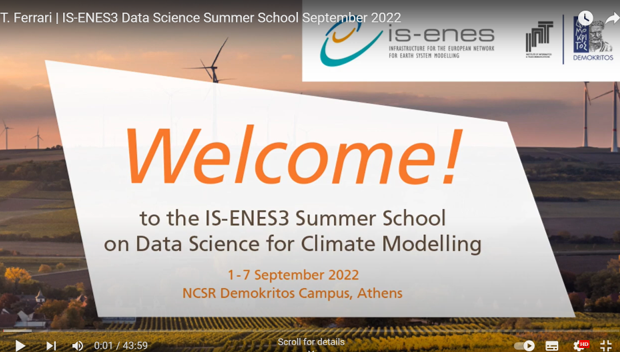 T. Ferrari | IS-ENES3 Data Science Summer School September 2022
is-enes
INFRASTRUCTURE FOR THE EUROPEAN NETWORK
FOR EARTH SYSTEM MODELLING
DEMOKRITOS
Welcome!
to the IS-ENES3 Summer School
on Data Science for Climate Modelling
1-7 September 2022
NCSR Demokritos Campus, Athens
0:01 / 43:59
Scroll for details
HD